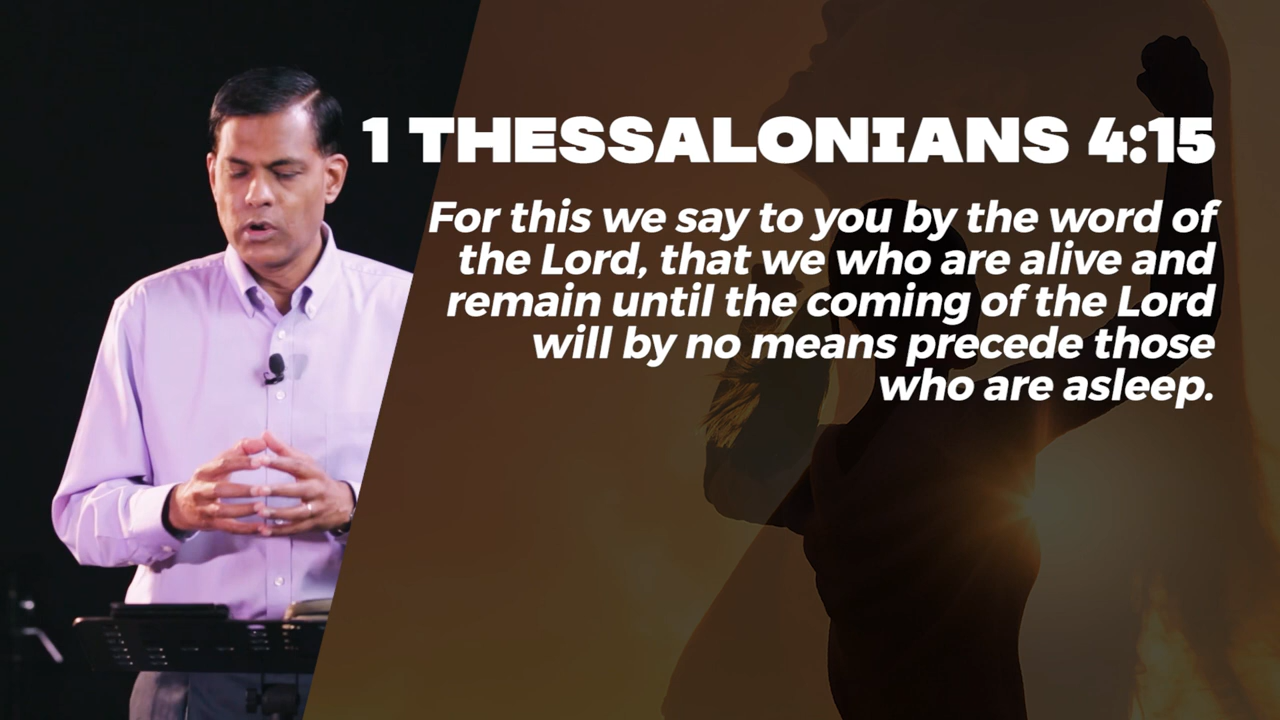 1 THESSALONIANS 4:15
For this we say to you by the word of
the Lord, that we who are alive and
remain until the coming of the Lord
will by no means precede those
who are asleep.